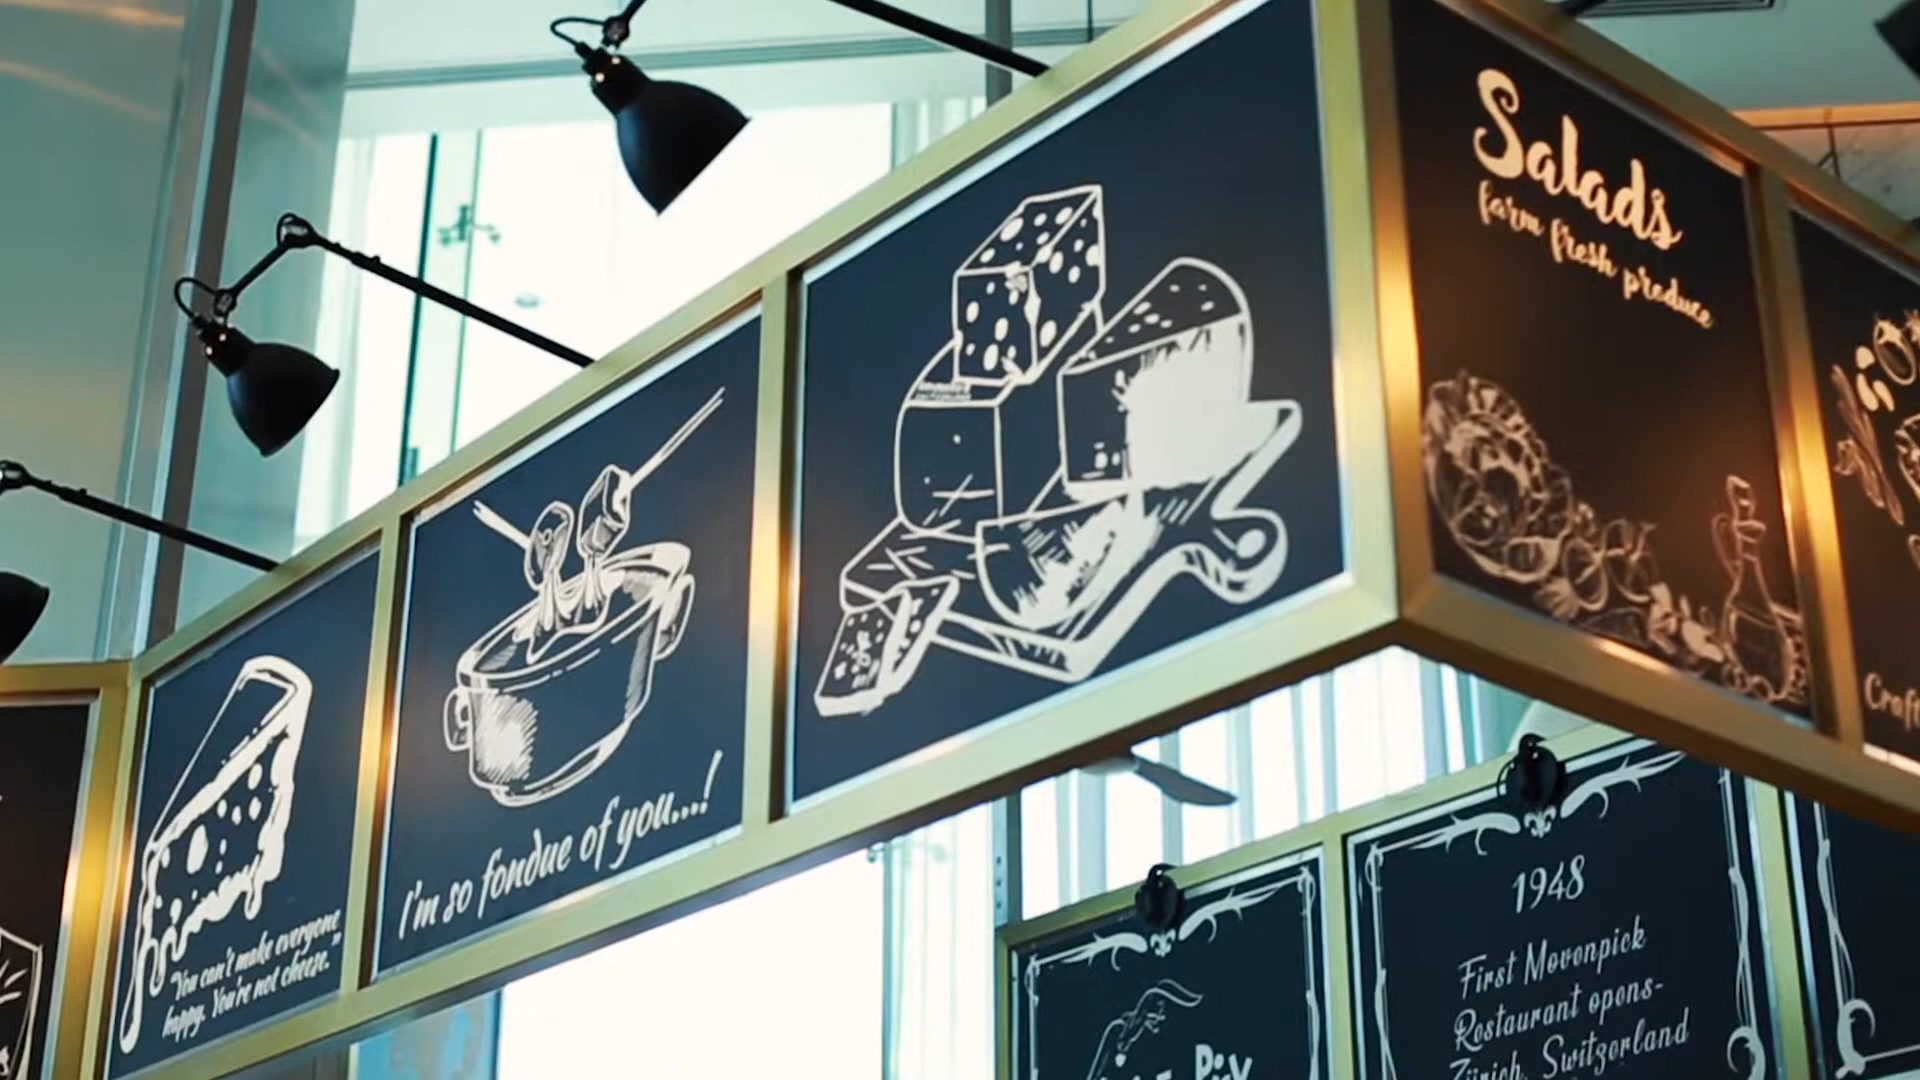 Salads
farm fresh produce
I'm so fondue of you...!
"You can't make everyone
happy. You're not cheese."
1948
First Movenpick
Restaurant opens-
Zürich, Switzerland